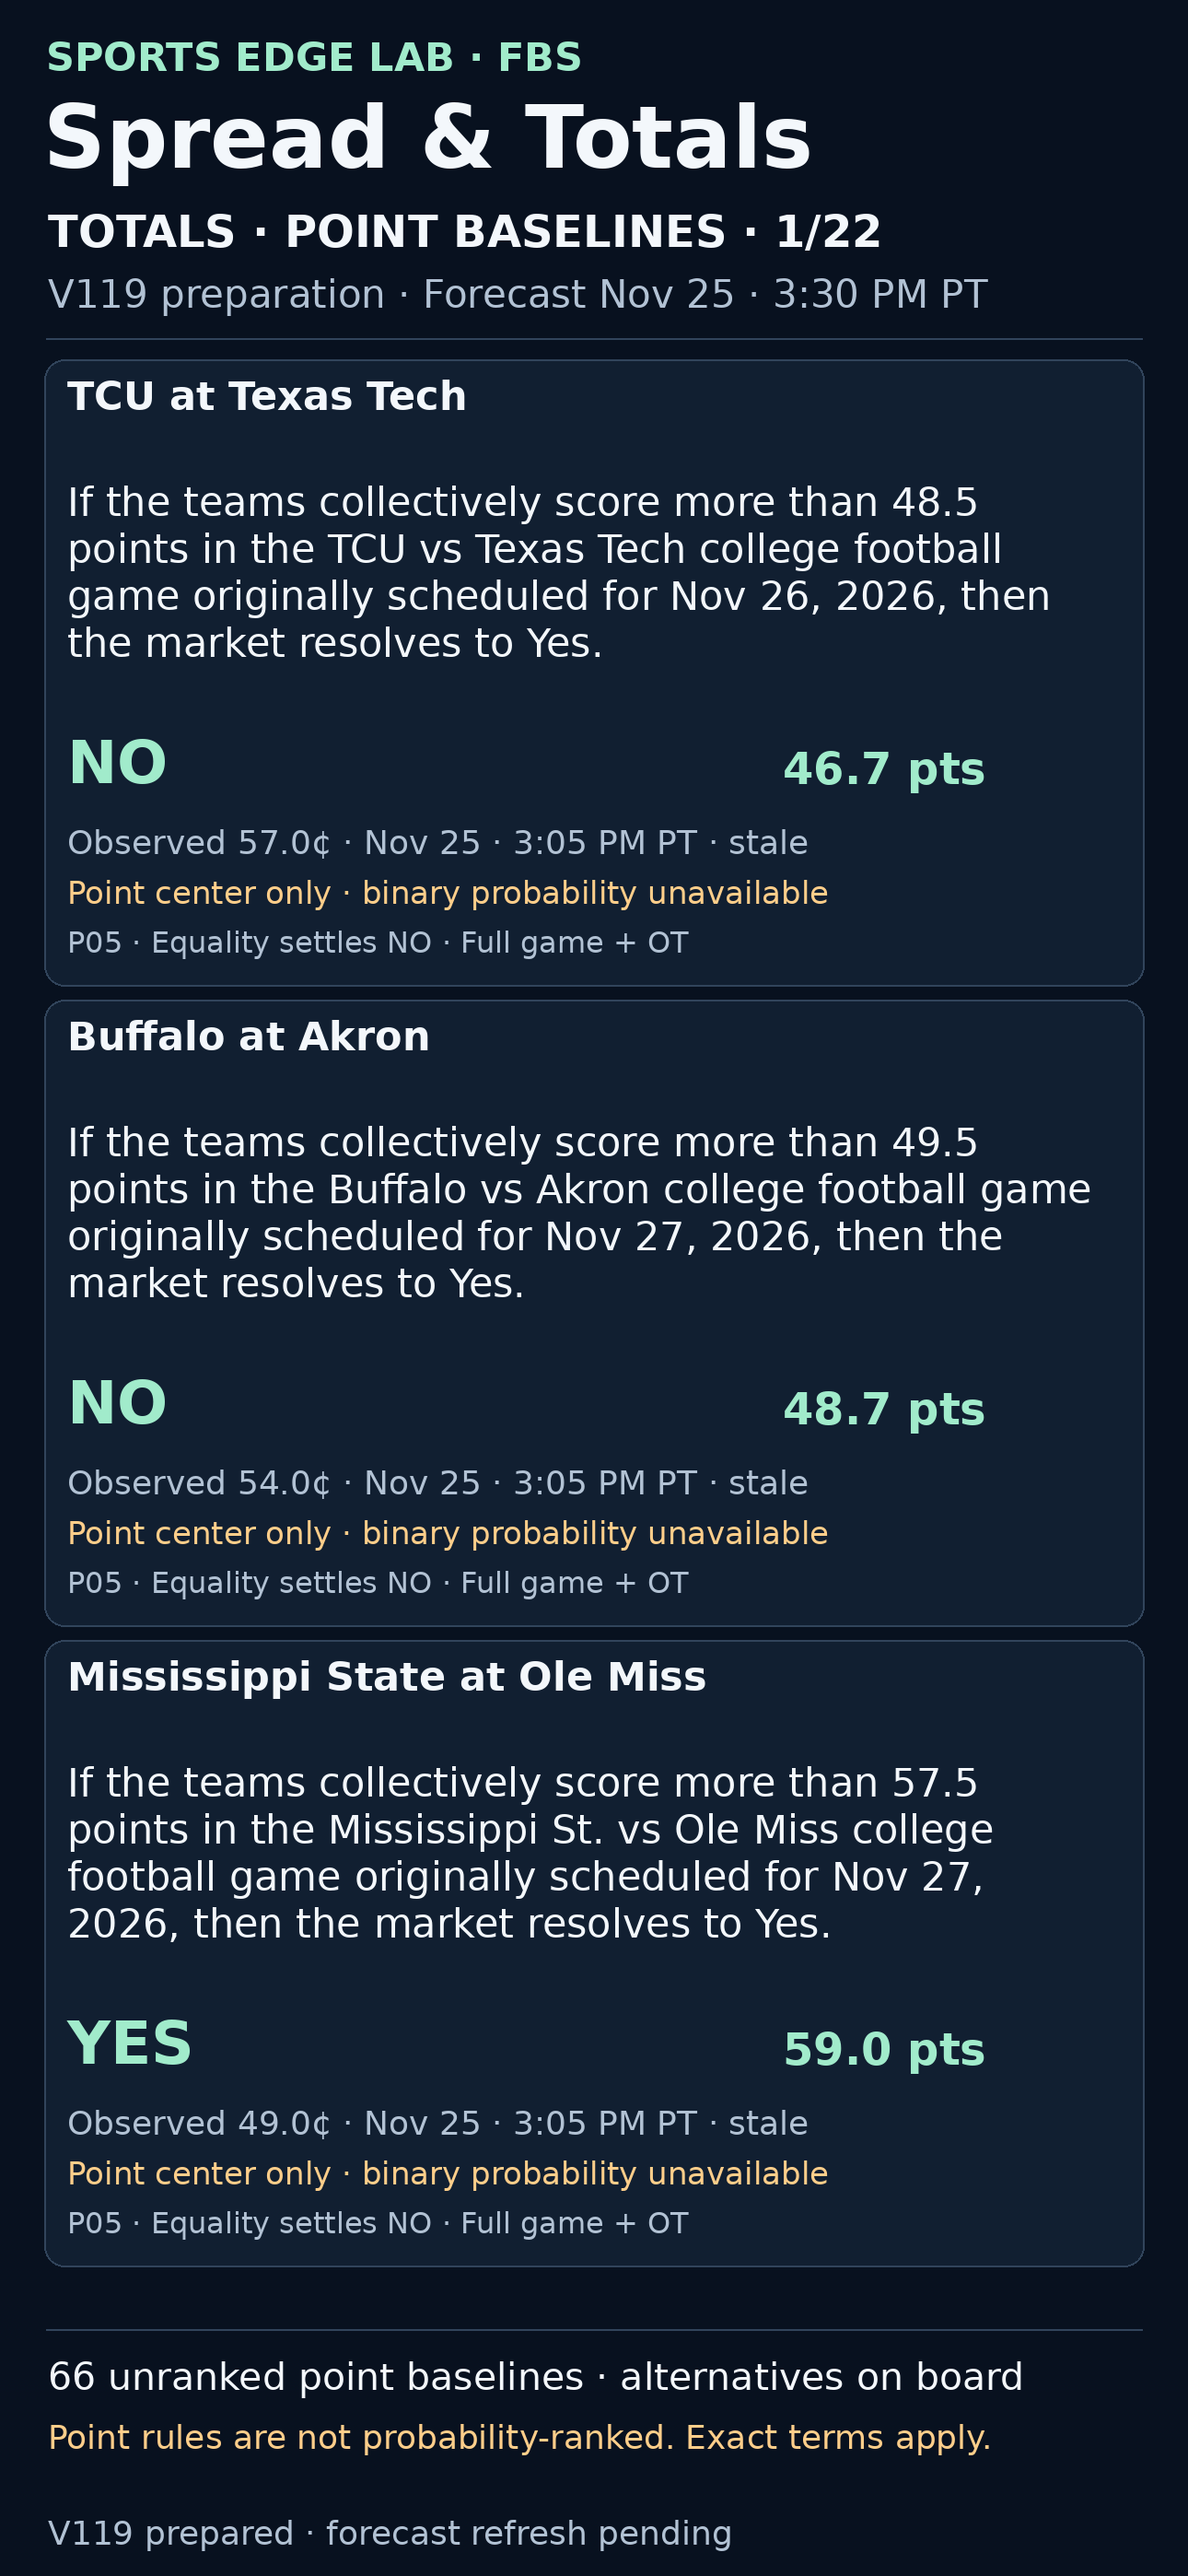 SPORTS EDGE LAB · FBS
Spread & Totals
TOTALS · POINT BASELINES · 1/22
V119 preparation · Forecast Nov 25 · 3:30 PM PT
TCU at Texas Tech
If the teams collectively score more than 48.5
points in the TCU vs Texas Tech college football
game originally scheduled for Nov 26, 2026, then
the market resolves to Yes.
NO 46.7 pts
Observed 57.0¢ · Nov 25 · 3:05 PM PT · stale
Point center only · binary probability unavailable
P05 · Equality settles NO · Full game + OT
Buffalo at Akron
If the teams collectively score more than 49.5
points in the Buffalo vs Akron college football game
originally scheduled for Nov 27, 2026, then the
market resolves to Yes.
NO 48.7 pts
Observed 54.0¢ · Nov 25 · 3:05 PM PT · stale
Point center only · binary probability unavailable
P05 · Equality settles NO · Full game + OT
Mississippi State at Ole Miss
If the teams collectively score more than 57.5
points in the Mississippi St. vs Ole Miss college
football game originally scheduled for Nov 27,
2026, then the market resolves to Yes.
YES 59.0 pts
Observed 49.0¢ · Nov 25 · 3:05 PM PT · stale
Point center only · binary probability unavailable
P05 · Equality settles NO · Full game + OT
66 unranked point baselines · alternatives on board
Point rules are not probability-ranked. Exact terms apply.
V119 prepared · forecast refresh pending